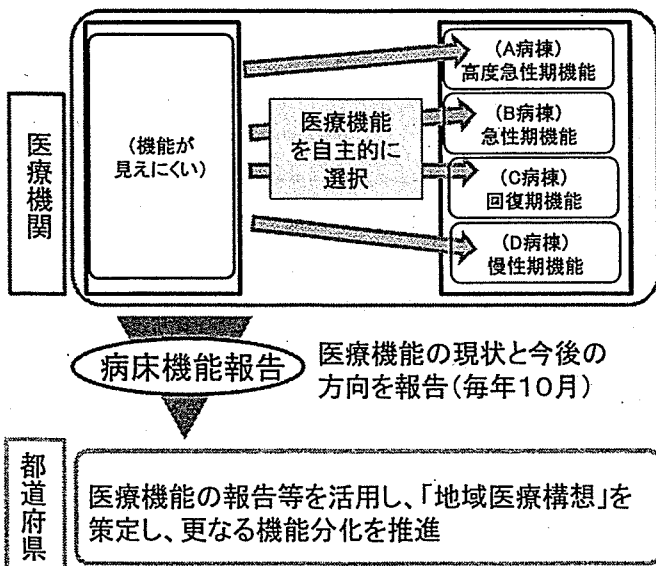 医療機関
(機能が
見えにくい)
医療機能
を自主的に
選択
(A病棟)
高度急性期機能
(B病棟)
急性期機能
(C病棟)
回復期機能
(D病棟)
慢性期機能
病床機能報告
医療機能の現状と今後の
方向を報告(毎年10月)
都道府県
医療機能の報告等を活用し、「地域医療構想」を
策定し、更なる機能分化を推進